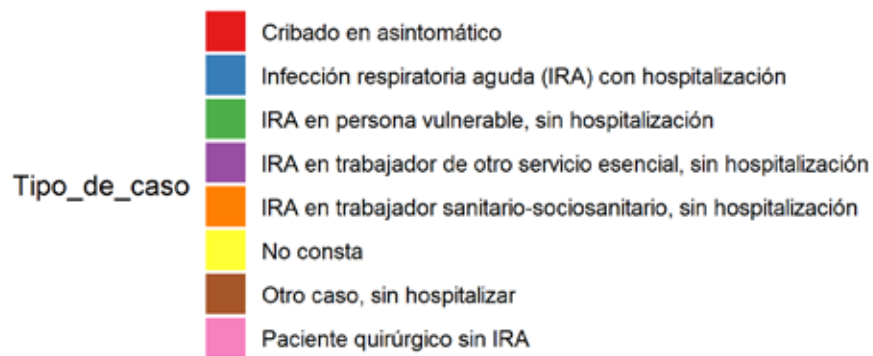 Tipo_de_caso
Cribado en asintomático
Infección respiratoria aguda (IRA) con hospitalización
IRA en persona vulnerable, sin hospitalización
IRA en trabajador de otro servicio esencial, sin hospitalización
IRA en trabajador sanitario-sociosanitario, sin hospitalización
No consta
Otro caso, sin hospitalizar
Paciente quirúrgico sin IRA